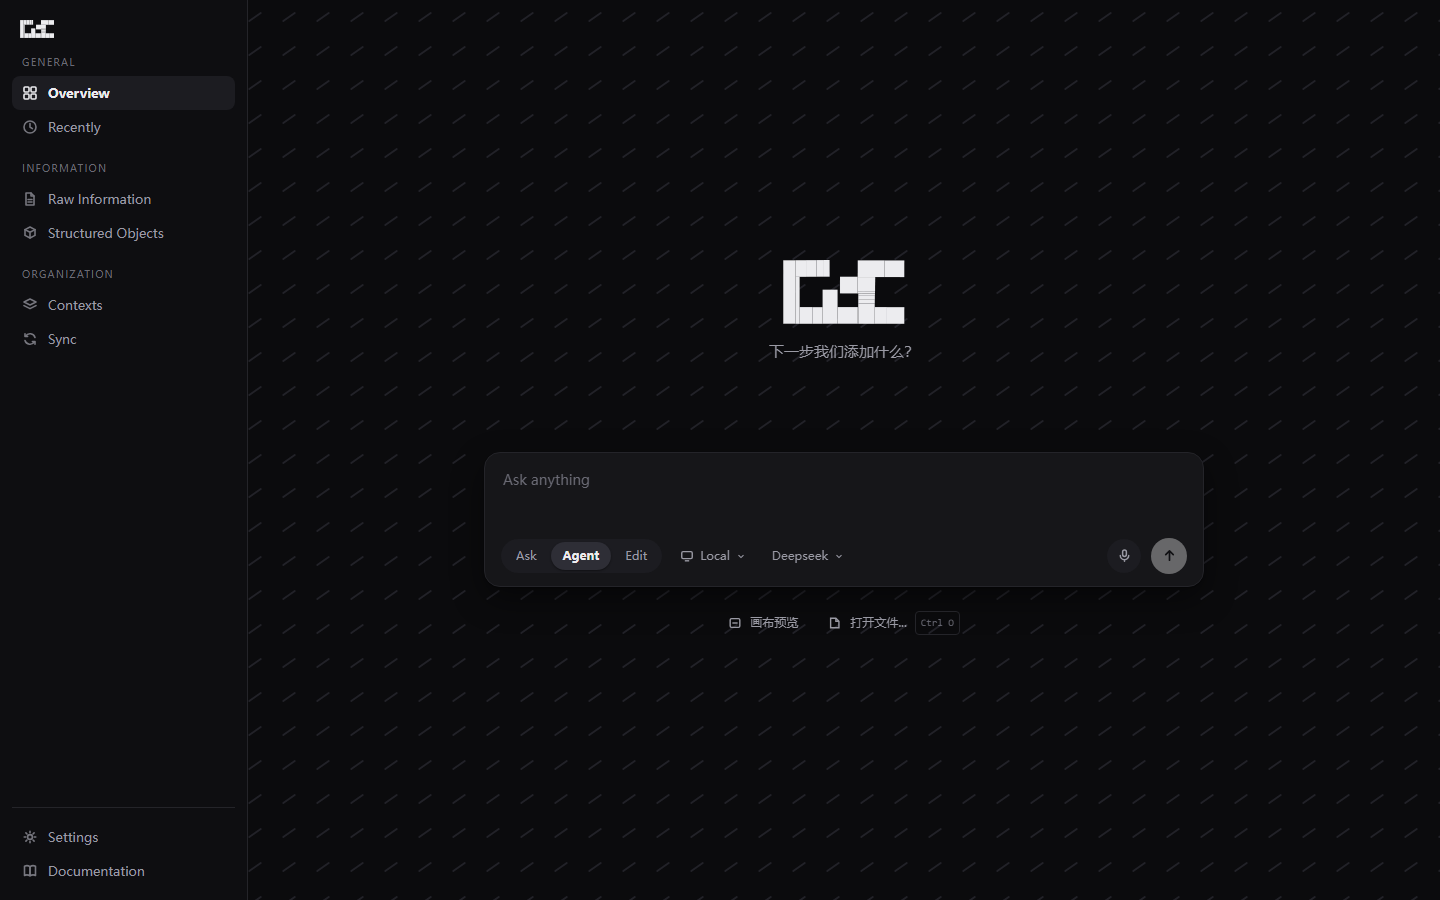 GENERAL
Overview
Recently
INFORMATION
Raw Information
Structured Objects
ORGANIZATION
Contexts
Sync
Settings
Documentation
下一步我们添加什么?
Ask anything
Ask Agent Edit Local Deepseek
画布预览 打开文件... Ctrl O